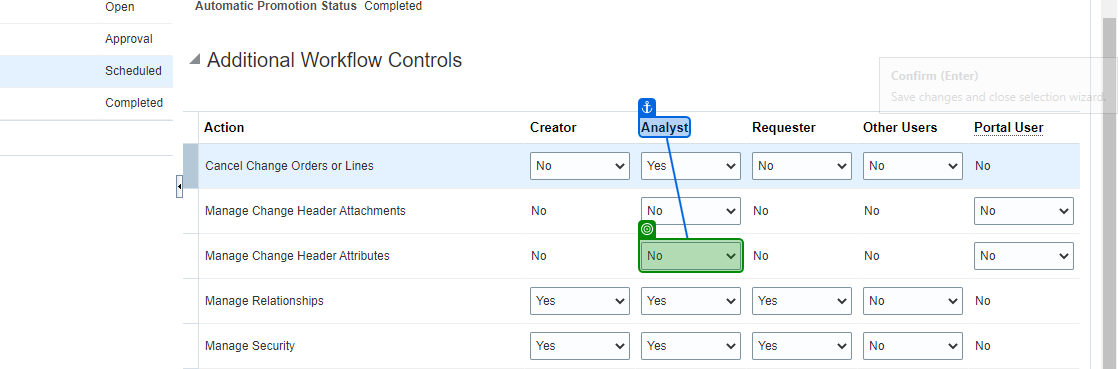 Open
Automatic Promotion Status Completed
Approval
Additional Workflow Controls
Scheduled
Confirm (Enter)
Save changes and close selection wizard.
Completed
Action Creator Analyst Requester Other Users Portal User
Cancel Change Orders or Lines No Yes No No No
Manage Change Header Attachments No No No No No
Manage Change Header Attributes No No No No No
Manage Relationships Yes Yes Yes No No
Manage Security Yes Yes Yes No No